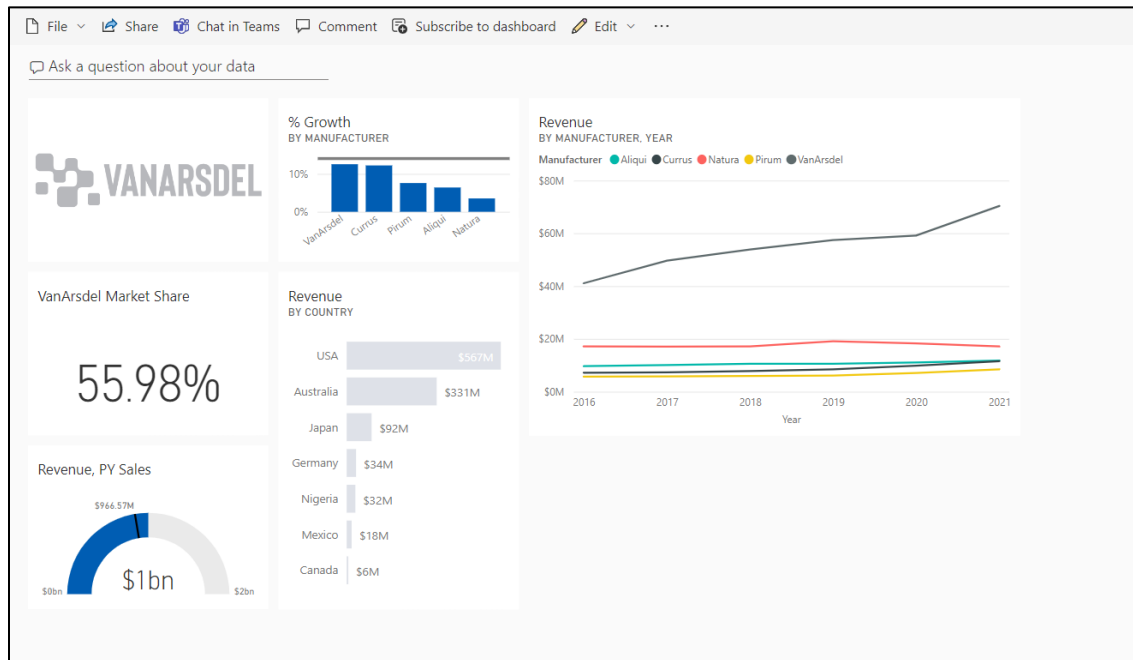 File Share Chat in Teams Comment Subscribe to dashboard Edit ...
Ask a question about your data
VANARSDEL
% Growth
BY MANUFACTURER
10%
0%
VanArsdel Currus Pirum Aliqui Natura
Revenue
BY MANUFACTURER, YEAR
Manufacturer Aliqui Currus Natura Pirum VanArsdel
$80M
$60M
$40M
$20M
$0M
2016 2017 2018 2019 2020 2021
Year
VanArsdel Market Share
55.98%
Revenue
BY COUNTRY
USA $567M
Australia $331M
Japan $92M
Germany $34M
Nigeria $32M
Mexico $18M
Canada $6M
Revenue, PY Sales
$966.57M
$1bn
$0bn $2bn